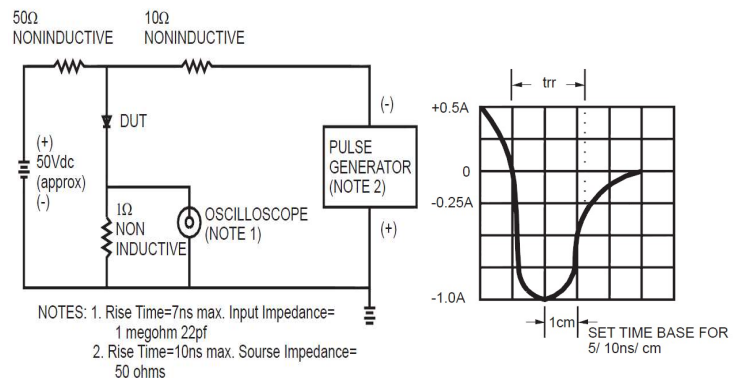 50Ω
NONINDUCTIVE
10Ω
NONINDUCTIVE
(+)
50Vdc
(approx)
(-)
DUT
1Ω
NON
INDUCTIVE
OSCILLOSCOPE
(NOTE 1)
(-)
PULSE
GENERATOR
(NOTE 2)
(+)
NOTES: 1. Rise Time=7ns max. Input Impedance=
1 megohm 22pf
2. Rise Time=10ns max. Sourse Impedance=
50 ohms
trr
+0.5A
0
-0.25A
-1.0A
1cm
SET TIME BASE FOR
5/ 10ns/ cm